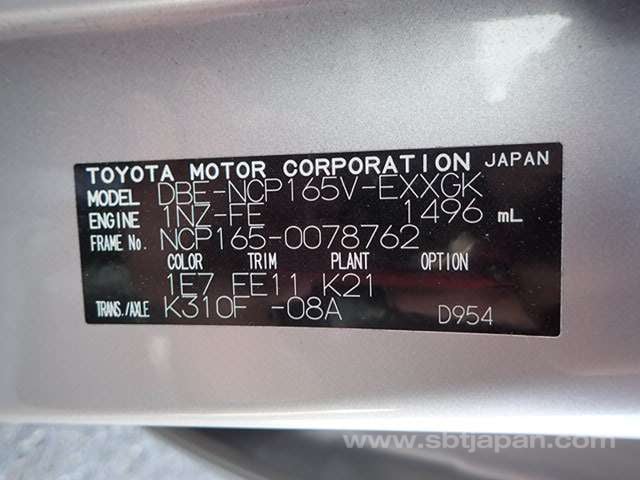 TOYOTA MOTOR CORPORATION JAPAN
MODEL DBE-NCP165V-EXXGK
ENGINE 1NZ-FE 1496 mL
FRAME No. NCP165-0078762
COLOR TRIM PLANT OPTION
1E7 FE11 K21
TRANS./AXLE K310F -08A D954
www.sbtjapan.com